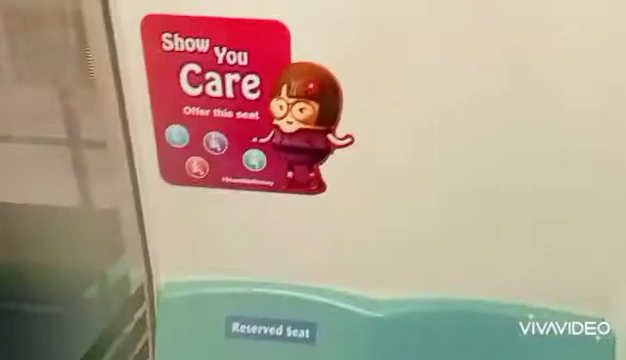 Show You
Care
Offer this seat
Reserved Seat
VIVAVIDEO